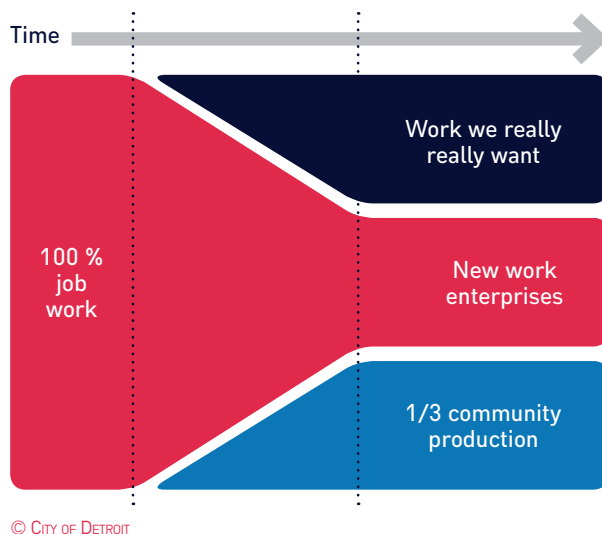 Time
Work we really
really want
100 %
job
work
New work
enterprises
1/3 community
production
© City of Detroit